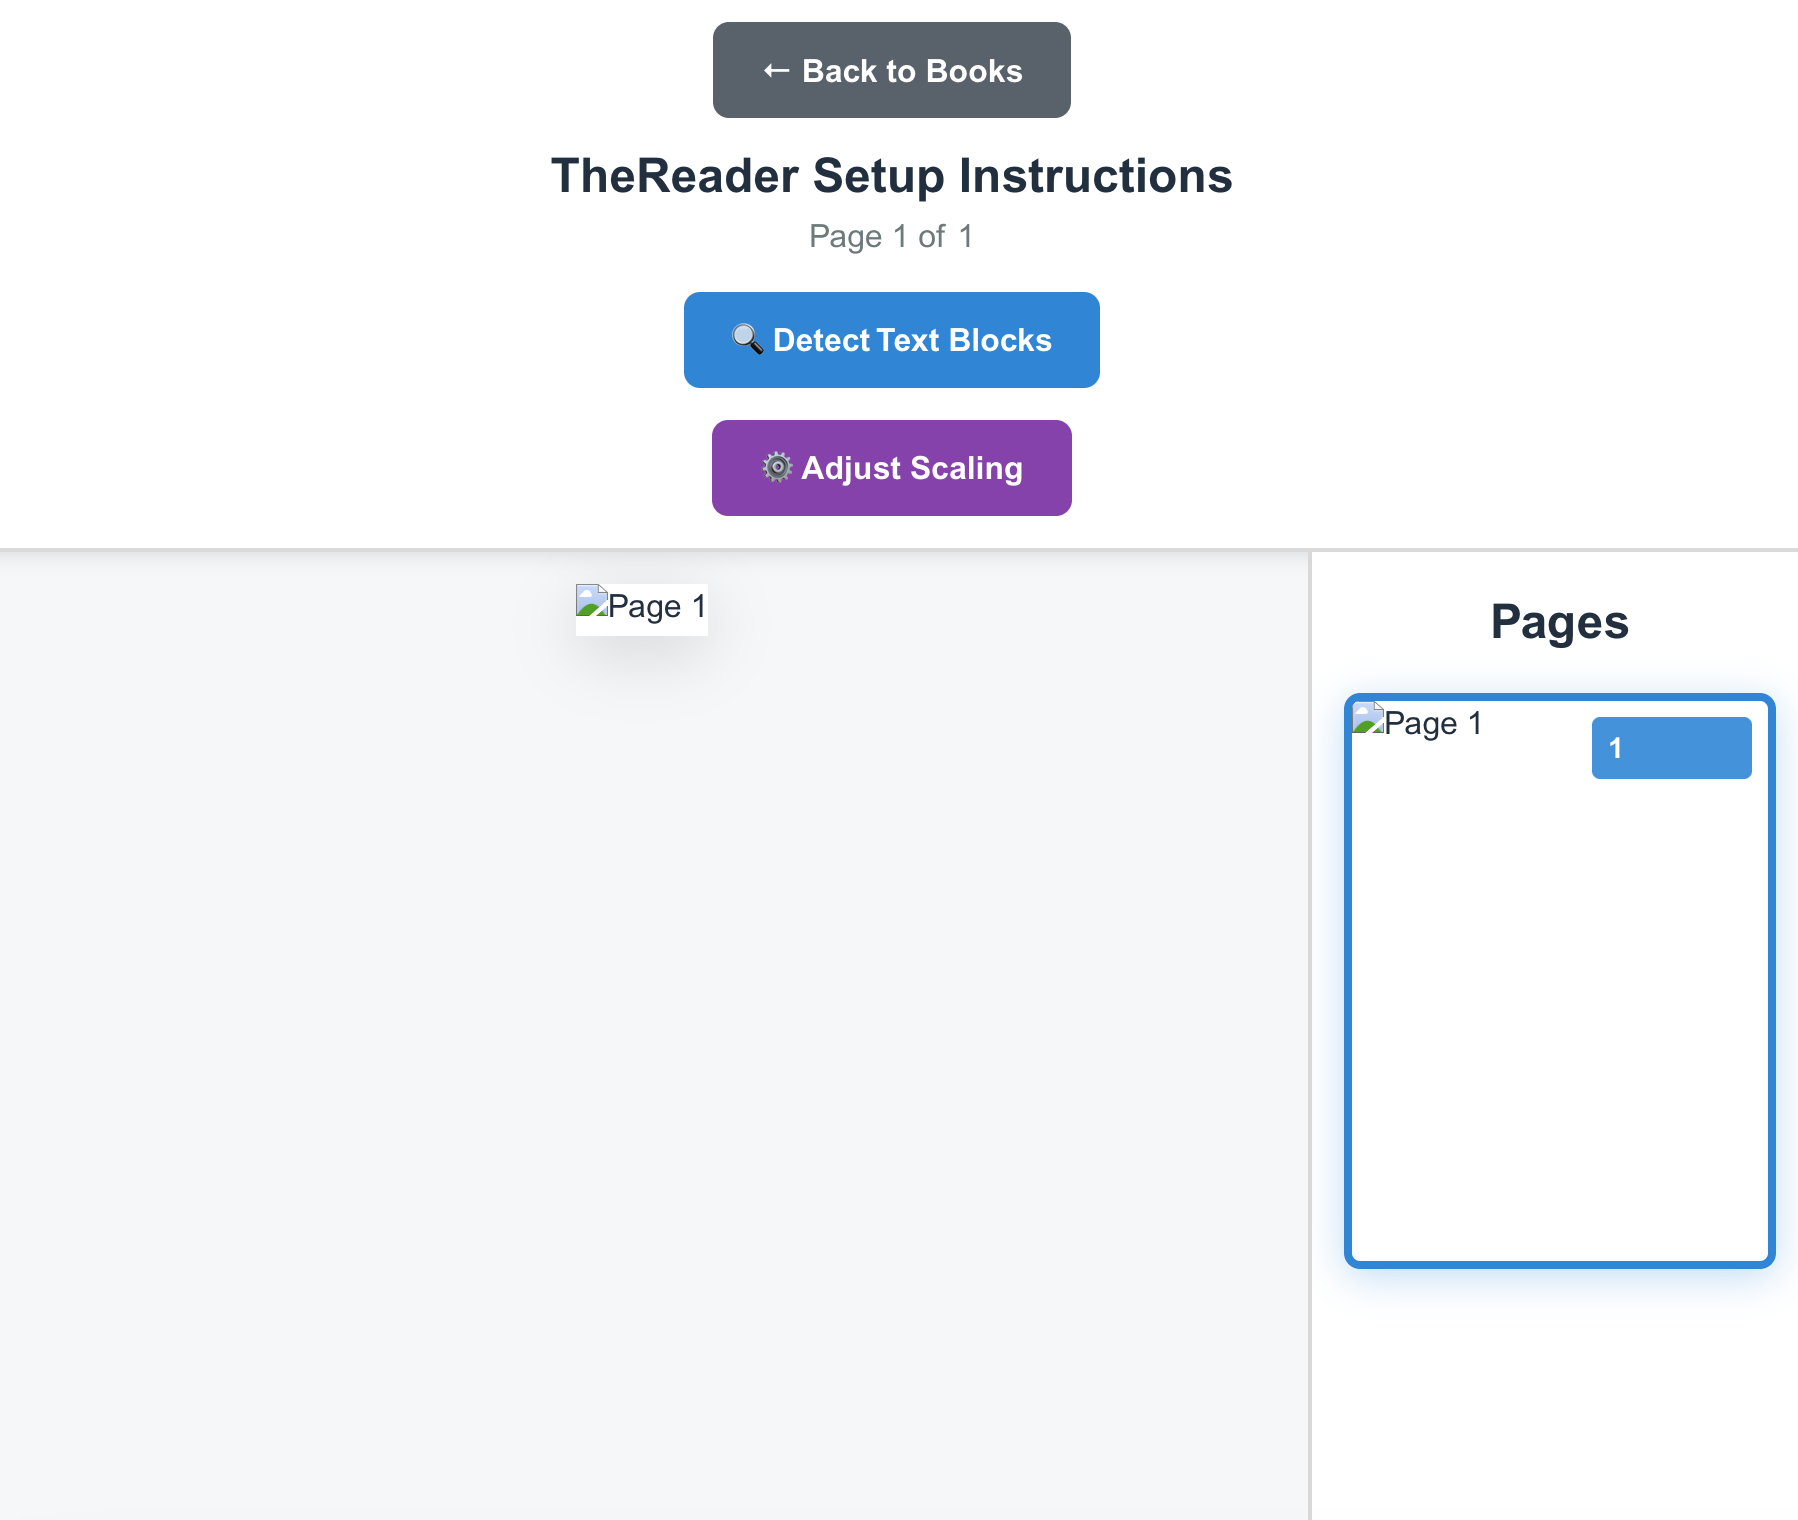 ← Back to Books
TheReader Setup Instructions
Page 1 of 1
🔍 Detect Text Blocks
⚙️ Adjust Scaling
Page 1
Pages
Page 1
1